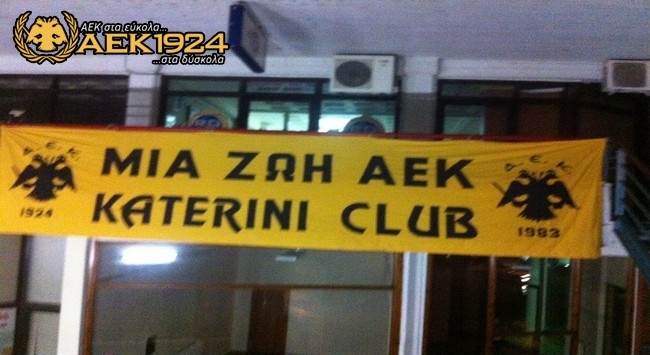 ΑΕΚ στα εύκολα...
ΑΕΚ1924
...στα δύσκολα
Α.Ε.Κ
1924
ΜΙΑ ΖΩΗ ΑΕΚ
KATERINI CLUB
Α.Ε.Κ
1983